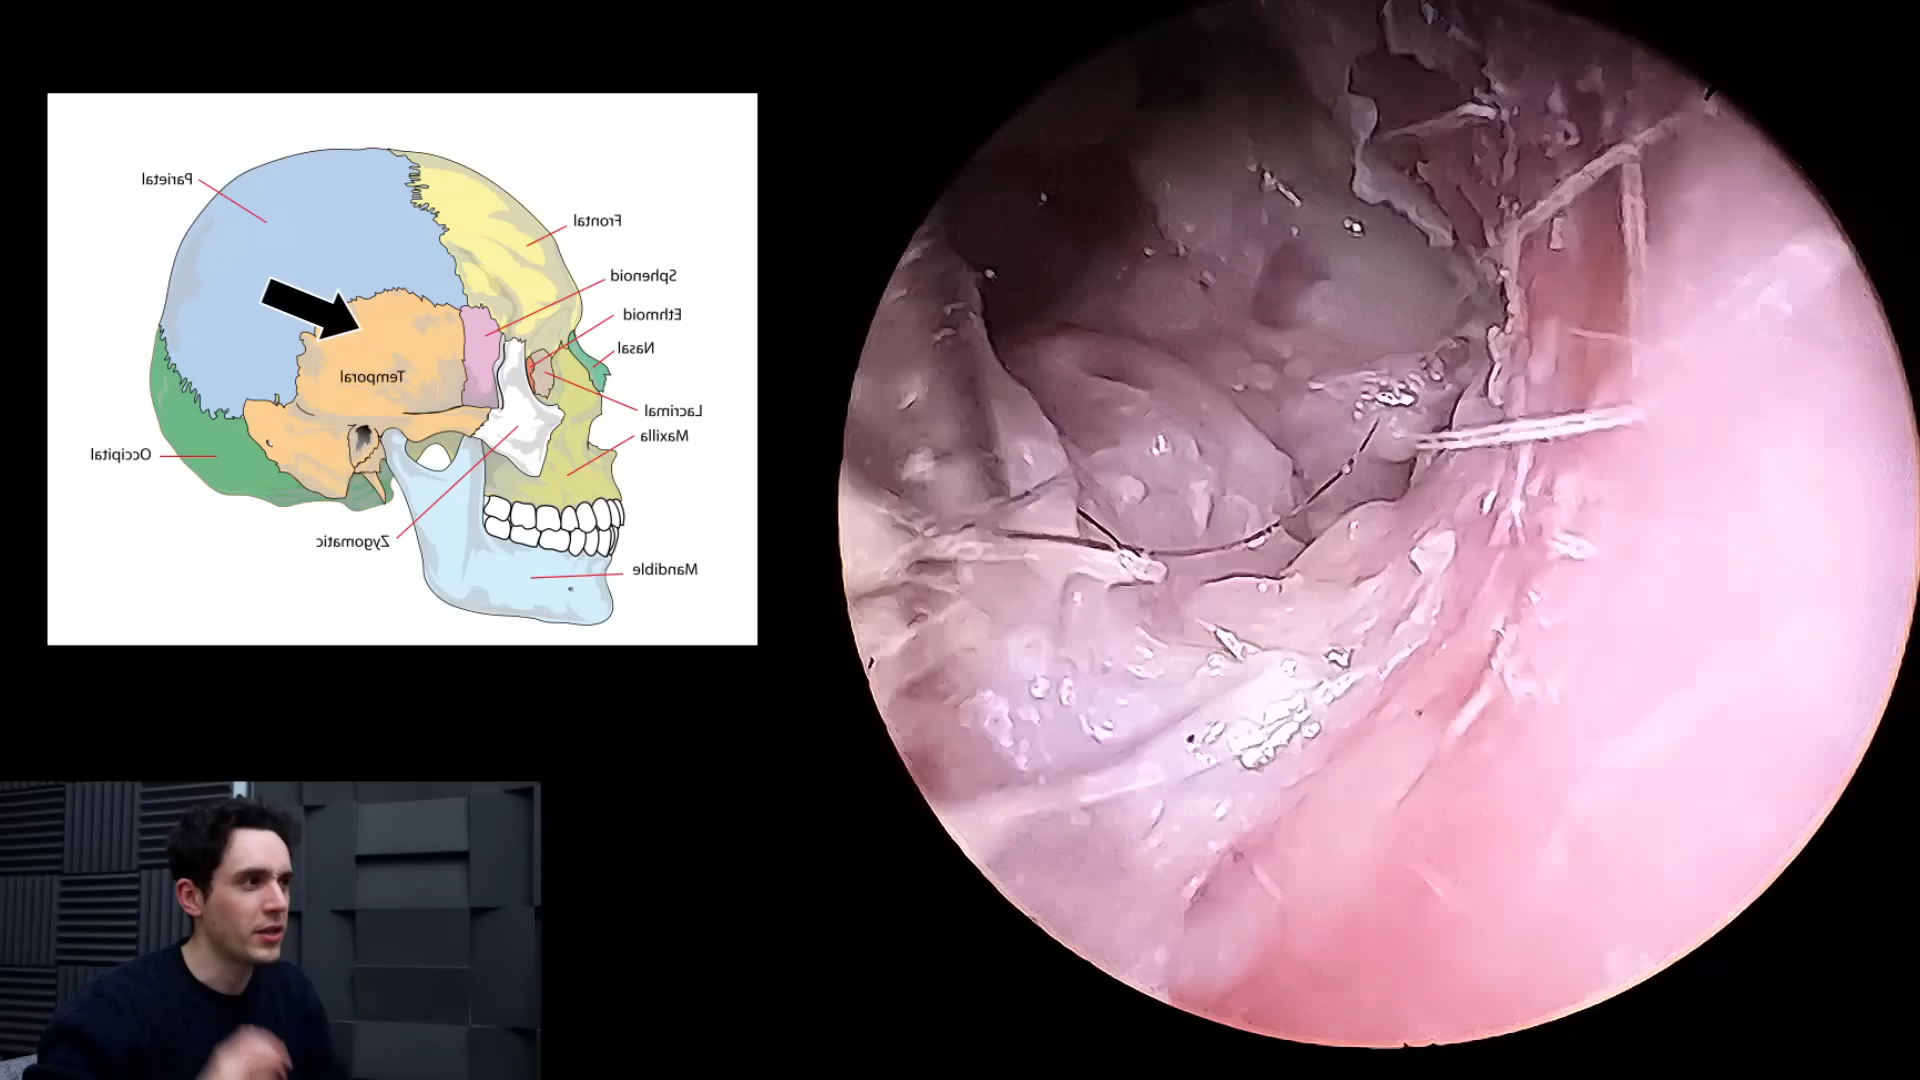 Parietal
Frontal
Sphenoid
Ethmoid
Nasal
Temporal
Lacrimal
Maxilla
Occipital
Zygomatic
Mandible